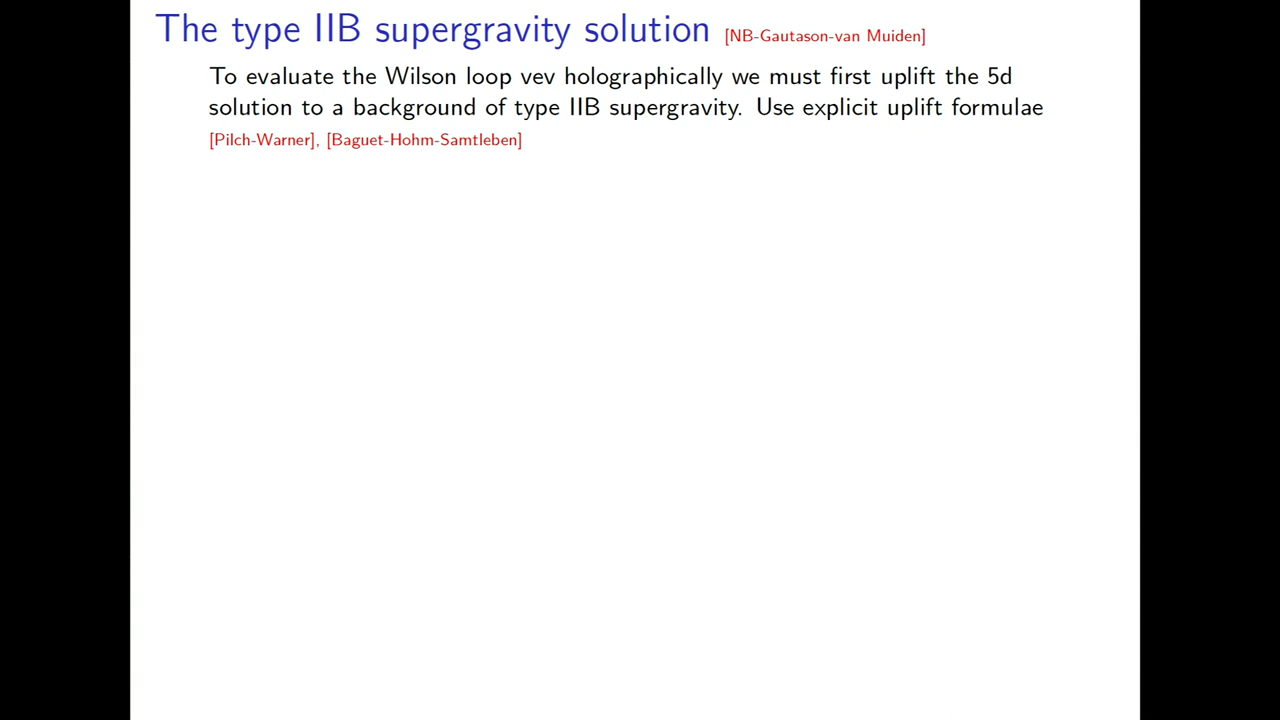 The type IIB supergravity solution [NB-Gautason-van Muiden]
To evaluate the Wilson loop vev holographically we must first uplift the 5d
solution to a background of type IIB supergravity. Use explicit uplift formulae
[Pilch-Warner], [Baguet-Hohm-Samtleben]